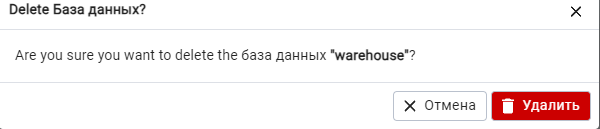 Delete База данных?
Are you sure you want to delete the база данных "warehouse"?
Отмена
Удалить